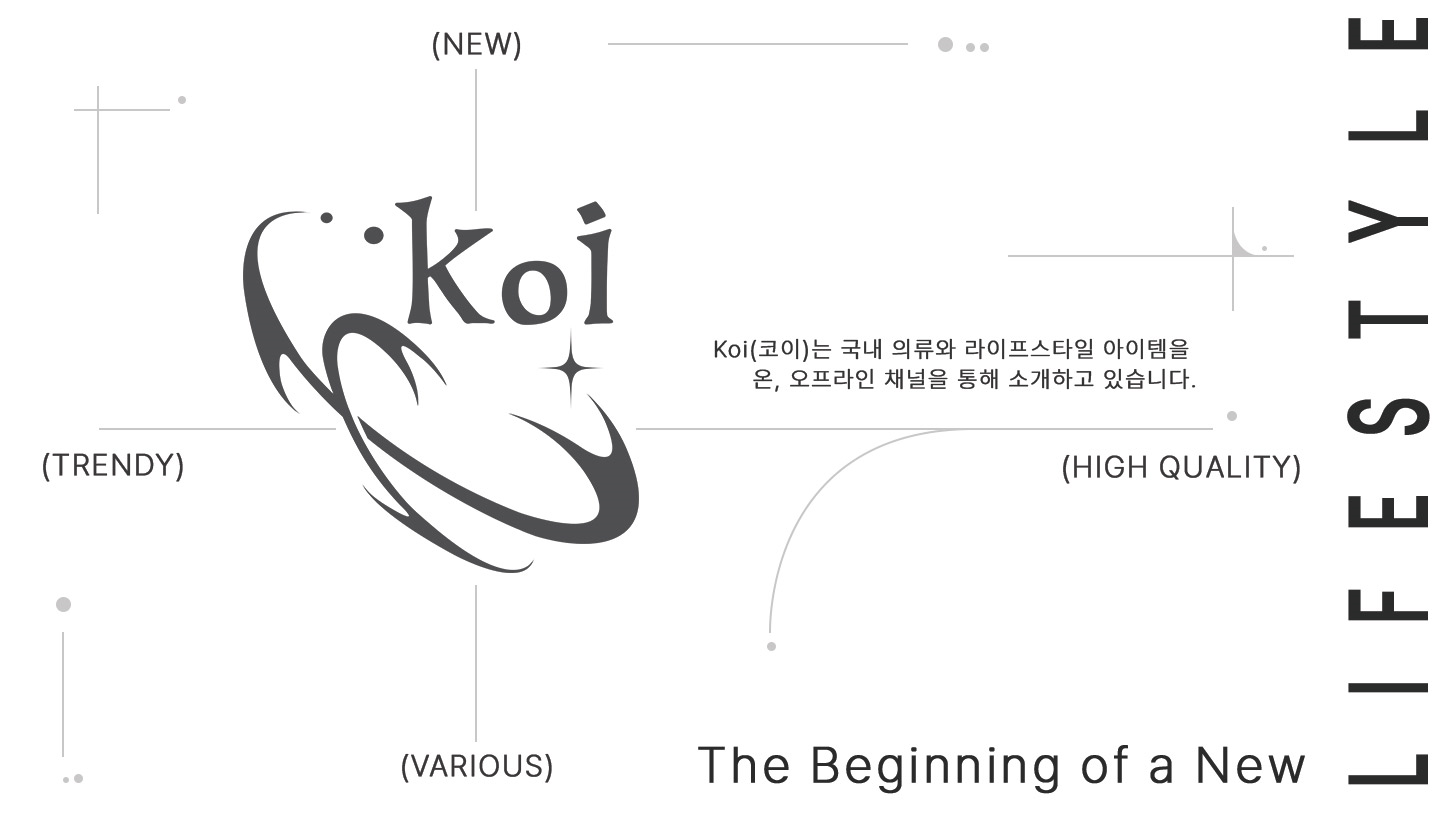 (NEW)
Koi
Koi(코이)는 국내 의류와 라이프스타일 아이템을
온, 오프라인 채널을 통해 소개하고 있습니다.
(TRENDY)
(HIGH QUALITY)
(VARIOUS)
The Beginning of a New
LIFESTYLE